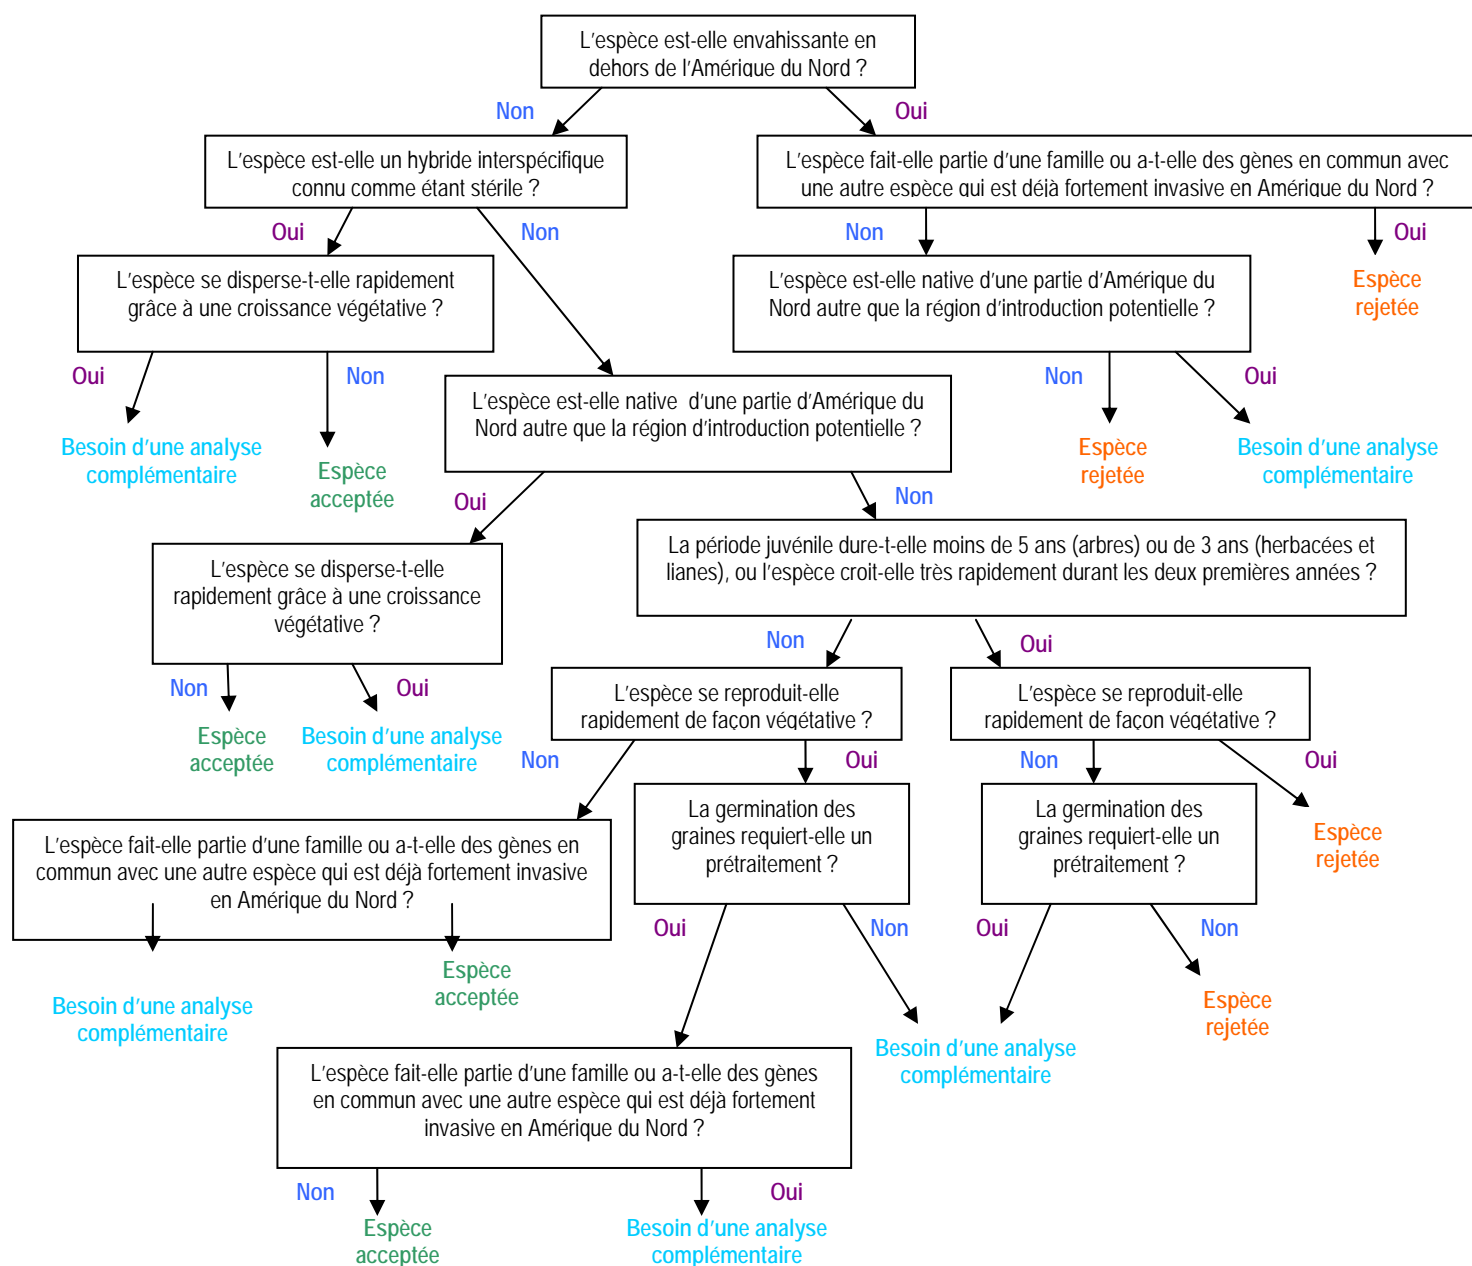 L'espèce est-elle envahissante en
dehors de l'Amérique du Nord ?
Non
Oui
L'espèce est-elle un hybride interspécifique
connu comme étant stérile ?
L'espèce fait-elle partie d'une famille ou a-t-elle des gènes en commun avec
une autre espèce qui est déjà fortement invasive en Amérique du Nord ?
Oui
Non
Non
Oui
L'espèce se disperse-t-elle rapidement
grâce à une croissance végétative ?
L'espèce est-elle native d'une partie d'Amérique du
Nord autre que la région d'introduction potentielle ?
Espèce
rejetée
Oui
Non
Non
Oui
Besoin d'une analyse
complémentaire
Espèce
acceptée
L'espèce est-elle native d'une partie d'Amérique du
Nord autre que la région d'introduction potentielle ?
Espèce
rejetée
Besoin d'une analyse
complémentaire
Oui
Non
L'espèce se disperse-t-elle
rapidement grâce à une croissance
végétative ?
La période juvénile dure-t-elle moins de 5 ans (arbres) ou de 3 ans (herbacées et
lianes), ou l'espèce croit-elle très rapidement durant les deux premières années ?
Non
Oui
Non
Oui
Espèce
acceptée
Besoin d'une analyse
complémentaire
L'espèce se reproduit-elle
rapidement de façon végétative ?
L'espèce se reproduit-elle
rapidement de façon végétative ?
Non
Oui
Non
Oui
L'espèce fait-elle partie d'une famille ou a-t-elle des gènes en
commun avec une autre espèce qui est déjà fortement invasive
en Amérique du Nord ?
La germination des
graines requiert-elle un
prétraitement ?
La germination des
graines requiert-elle un
prétraitement ?
Espèce
rejetée
Oui
Non
Oui
Non
Besoin d'une analyse
complémentaire
Espèce
acceptée
Besoin d'une analyse
complémentaire
Espèce
rejetée
L'espèce fait-elle partie d'une famille ou a-t-elle des gènes
en commun avec une autre espèce qui est déjà fortement
invasive en Amérique du Nord ?
Non
Oui
Espèce
acceptée
Besoin d'une analyse
complémentaire